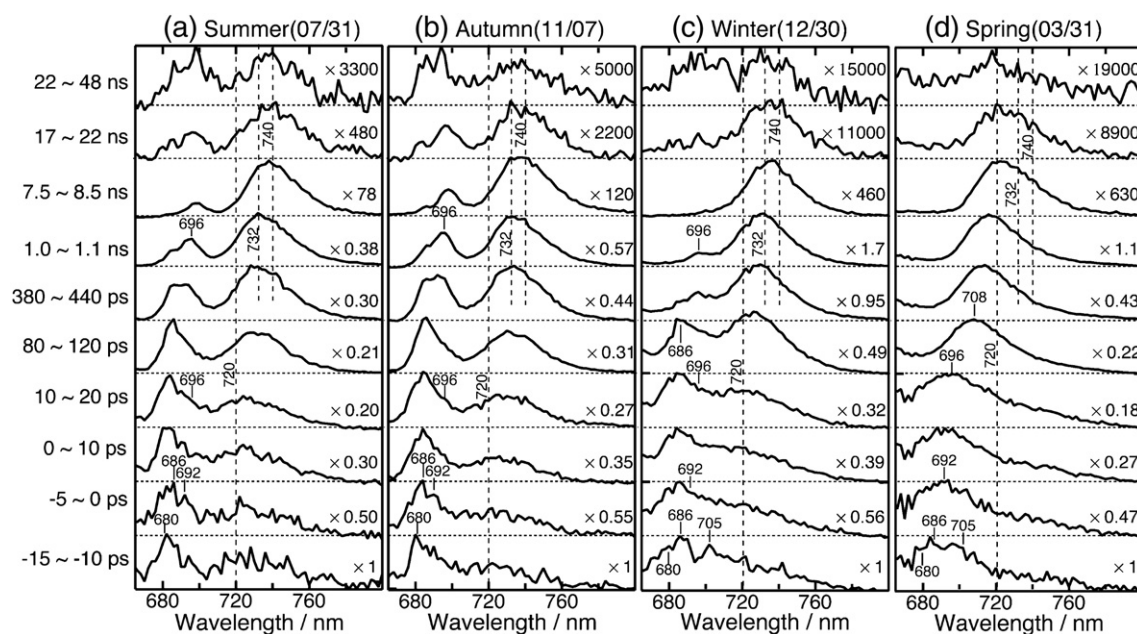 (a) Summer(07/31) (b) Autumn(11/07) (c) Winter(12/30) (d) Spring(03/31)
22 ~ 48 ns × 3300 × 5000 × 15000 × 19000
17 ~ 22 ns 740 × 480 740 × 2200 740 × 11000 740 × 8900
7.5 ~ 8.5 ns × 78 × 120 × 460 732 × 630
1.0 ~ 1.1 ns 696 732 × 0.38 696 732 × 0.57 696 732 × 1.7 × 1.1
380 ~ 440 ps × 0.30 × 0.44 × 0.95 708 × 0.43
80 ~ 120 ps 720 × 0.21 720 × 0.31 686 × 0.49 720 × 0.22
10 ~ 20 ps 696 × 0.20 696 × 0.27 696 720 × 0.32 696 × 0.18
0 ~ 10 ps 686 692 × 0.30 686 692 × 0.35 692 × 0.39 692 × 0.27
-5 ~ 0 ps 680 × 0.50 680 × 0.55 686 705 × 0.56 686 705 × 0.47
-15 ~ -10 ps × 1 × 1 680 × 1 680 × 1
680 720 760 680 720 760 680 720 760 680 720 760
Wavelength / nm Wavelength / nm Wavelength / nm Wavelength / nm